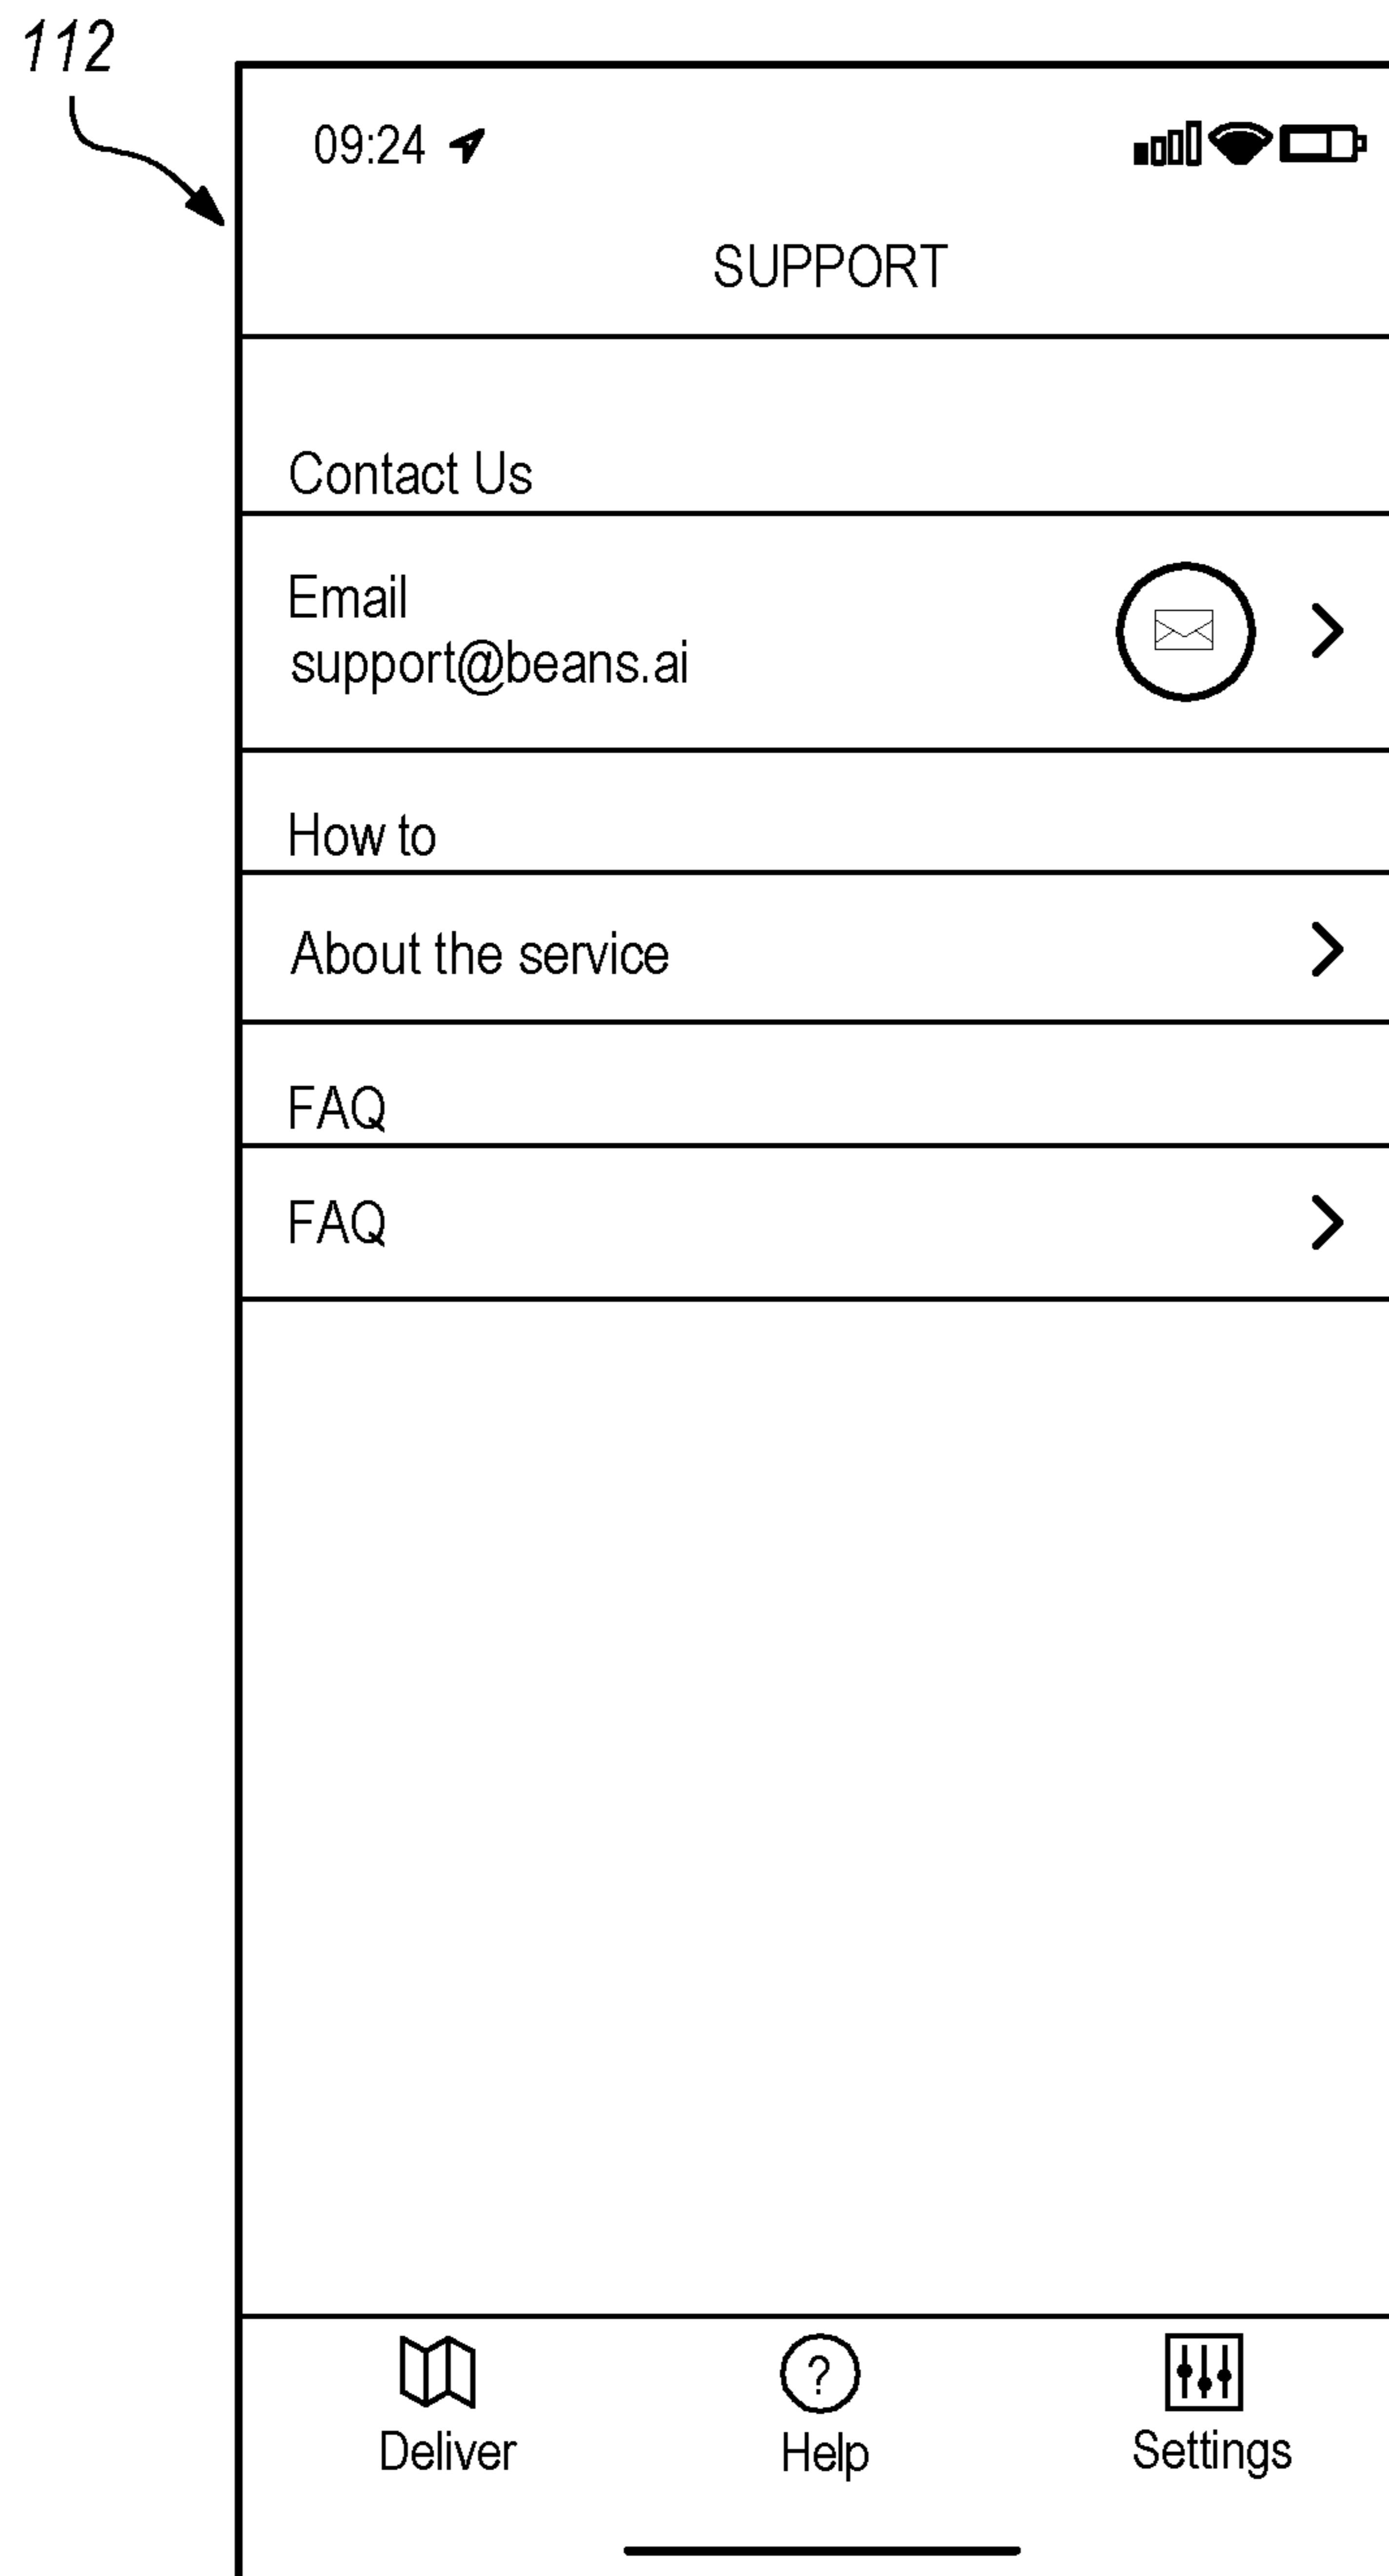 112
09:24
SUPPORT
Contact Us
Email
support@beans.ai
How to
About the service
FAQ
FAQ
?
Deliver
Help
Settings